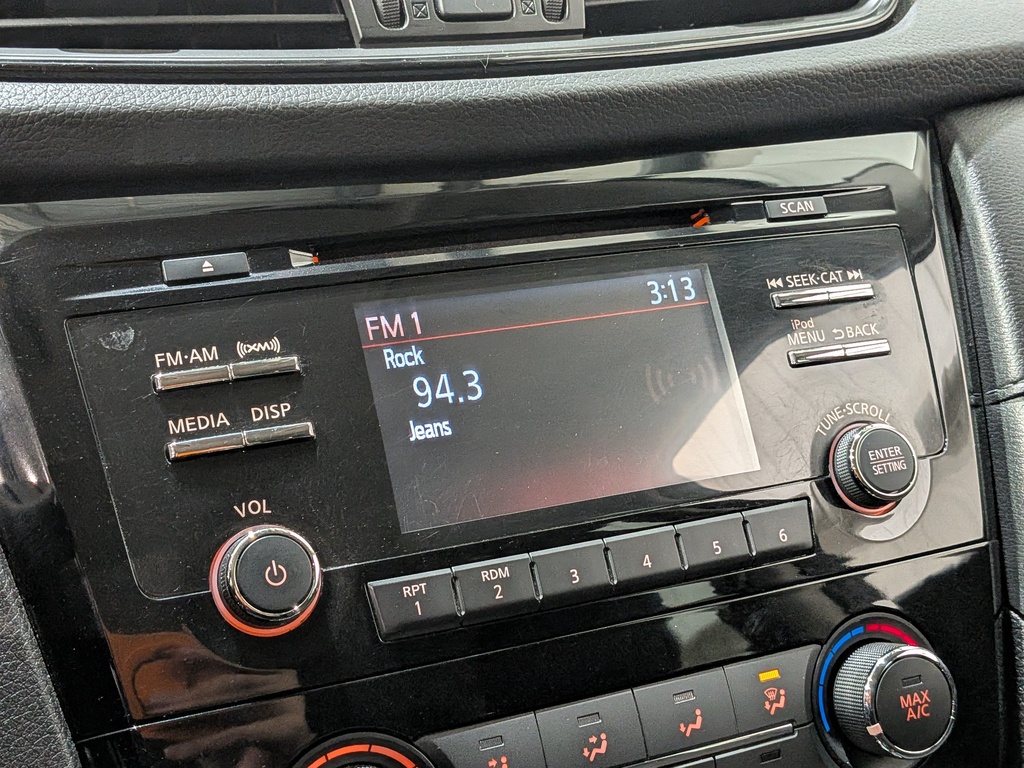 SCAN
SEEK·CAT
iPod
MENU BACK
FM·AM ((XM))
MEDIA DISP
FM 1 3:13
Rock
94.3
Jeans
TUNE·SCROLL
ENTER
SETTING
VOL
RPT
1
RDM
2
3
4
5
6
MAX
A/C